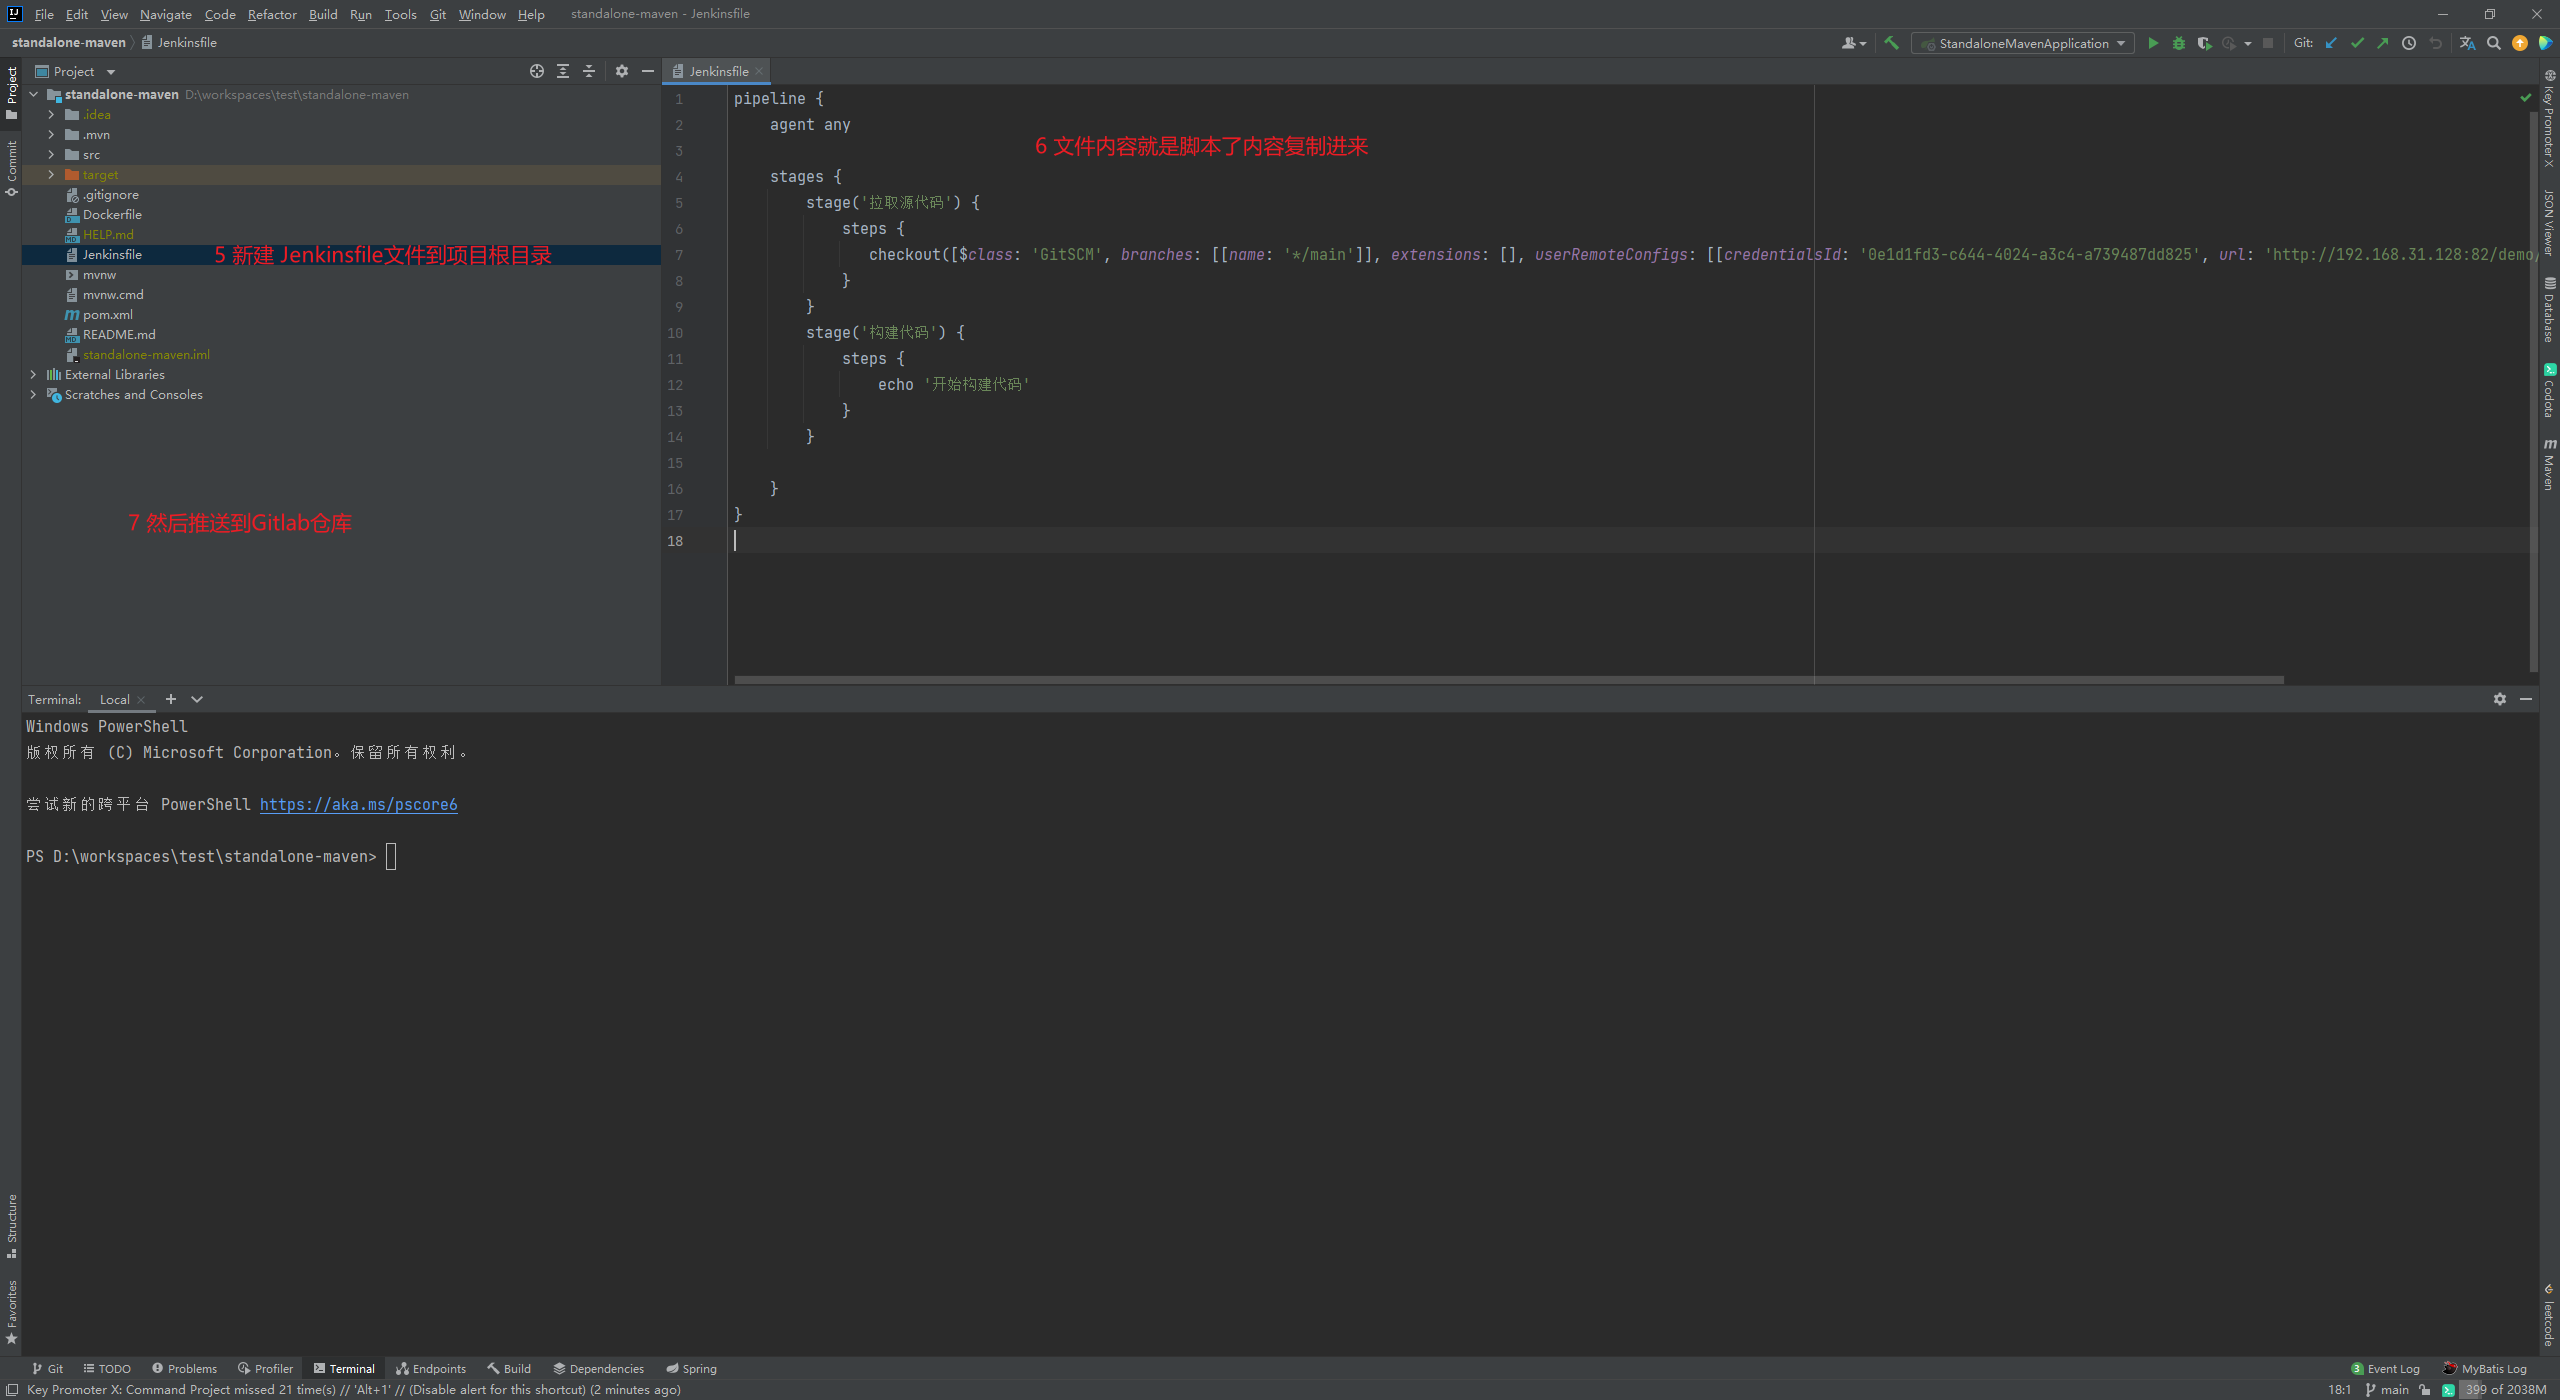 File Edit View Navigate Code Refactor Build Run Tools Git Window Help standalone-maven - Jenkinsfile
standalone-maven Jenkinsfile
StandaloneMavenApplication
Git:
Project
Jenkinsfile
standalone-maven D:\workspaces\test\standalone-maven
.idea
.mvn
src
target
.gitignore
Dockerfile
HELP.md
Jenkinsfile
5 新建 Jenkinsfile文件到项目根目录
mvnw
mvnw.cmd
pom.xml
README.md
standalone-maven.iml
External Libraries
Scratches and Consoles
7 然后推送到Gitlab仓库
1 pipeline {
2 agent any
6 文件内容就是脚本了内容复制进来
3
4 stages {
5 stage('拉取源代码') {
6 steps {
7 checkout([$class: 'GitSCM', branches: [[name: '*/main']], extensions: [], userRemoteConfigs: [[credentialsId: '0e1d1fd3-c644-4024-a3c4-a739487dd825', url: 'http://192.168.31.128:82/demo/
8 }
9 }
10 stage('构建代码') {
11 steps {
12 echo '开始构建代码'
13 }
14 }
15
16 }
17 }
18
Terminal: Local
Windows PowerShell
版权所有 (C) Microsoft Corporation。保留所有权利。
尝试新的跨平台 PowerShell https://aka.ms/pscore6
PS D:\workspaces\test\standalone-maven>
Project
Commit
Structure
Favorites
Key Promoter X
JSON Viewer
Database
Codota
Maven
leetcode
Git TODO Problems Profiler Terminal Endpoints Build Dependencies Spring
3 Event Log MyBatis Log
Key Promoter X: Command Project missed 21 time(s) // 'Alt+1' // (Disable alert for this shortcut) (2 minutes ago)
18:1 main 399 of 2038M